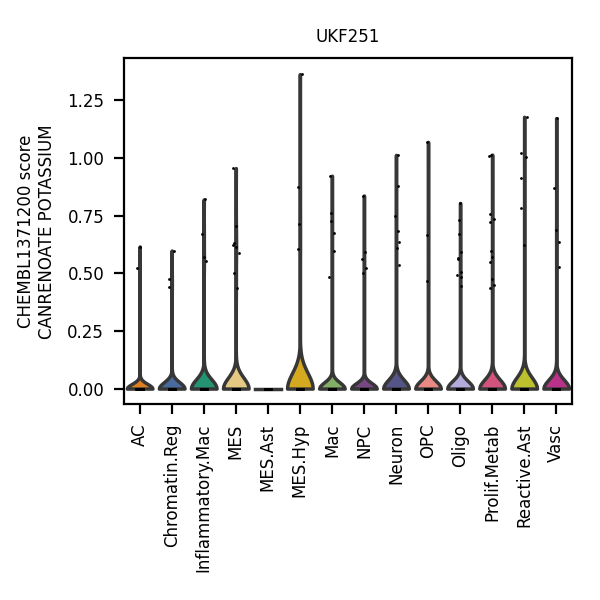 UKF251
CHEMBL1371200 score
CANRENOATE POTASSIUM
1.25
1.00
0.75
0.50
0.25
0.00
AC
Chromatin.Reg
Inflammatory.Mac
MES
MES.Ast
MES.Hyp
Mac
NPC
Neuron
OPC
Oligo
Prolif.Metab
Reactive.Ast
Vasc